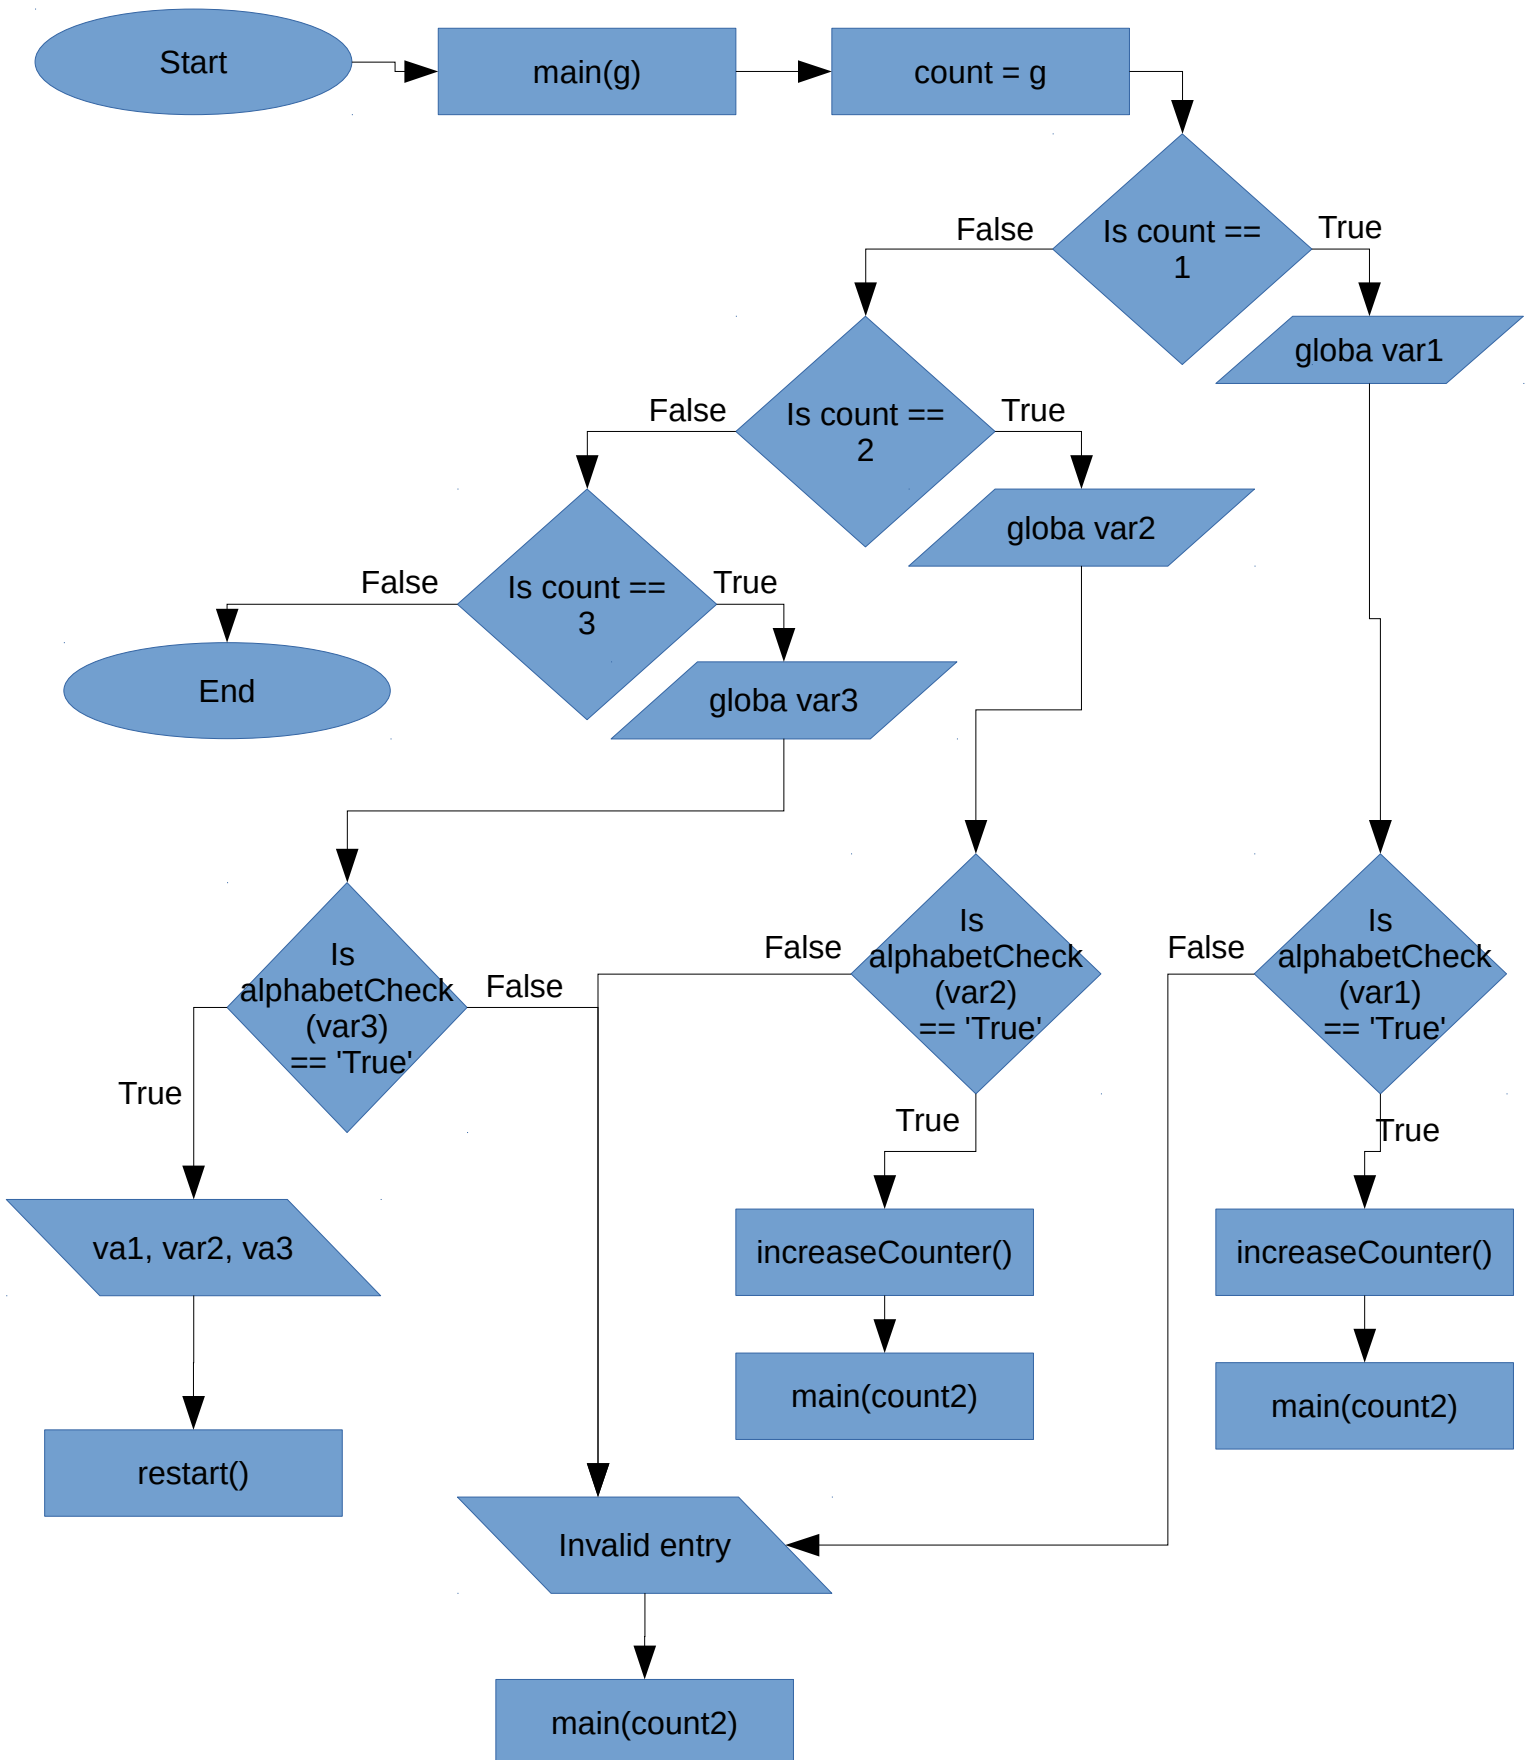 Start
main(g)
count = g
False
Is count ==
1
True
globa var1
False
Is count ==
2
True
globa var2
False
Is count ==
3
True
End
globa var3
Is
alphabetCheck
(var3)
== 'True'
False
True
False
Is
alphabetCheck
(var2)
== 'True'
True
False
Is
alphabetCheck
(var1)
== 'True'
True
va1, var2, va3
increaseCounter()
increaseCounter()
main(count2)
main(count2)
restart()
Invalid entry
main(count2)